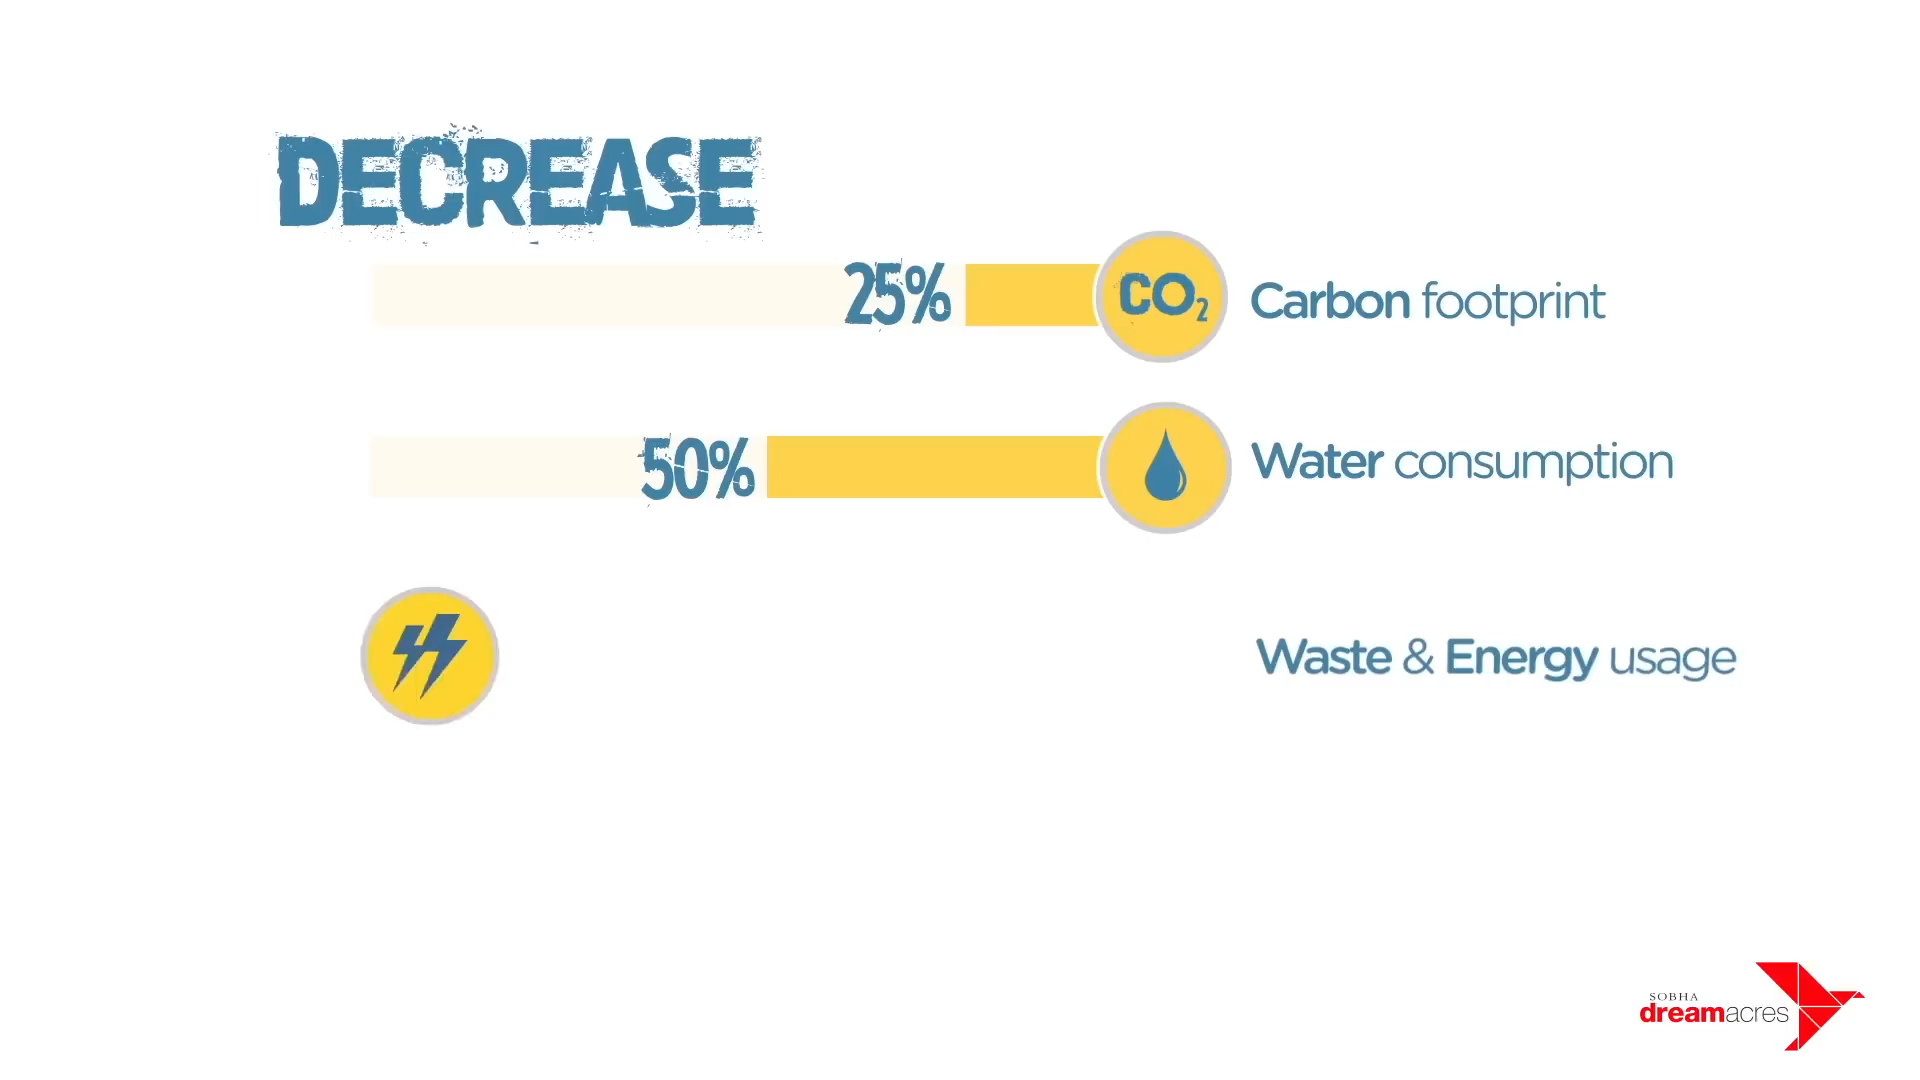 DECREASE
25% CO2 Carbon footprint
50% Water consumption
Waste & Energy usage
SOBHA
dreamacres